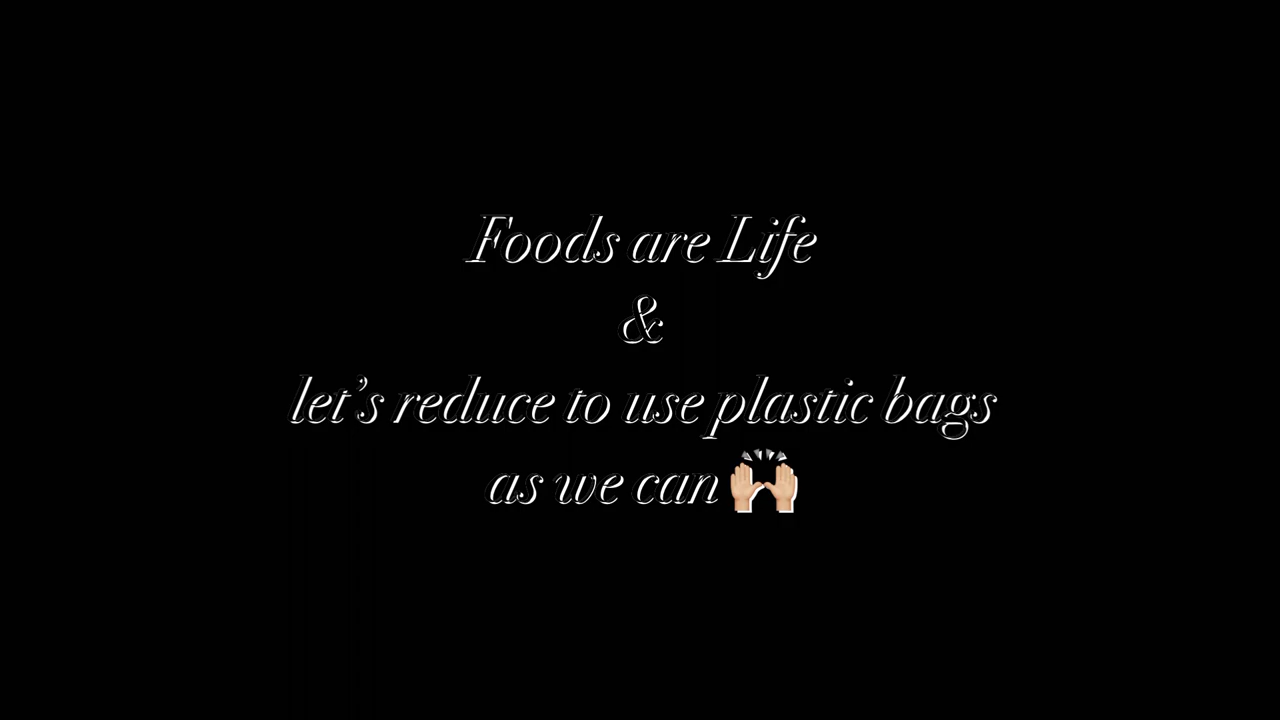 Foods are Life
&
let’s reduce to use plastic bags
as we can 🙌🏼